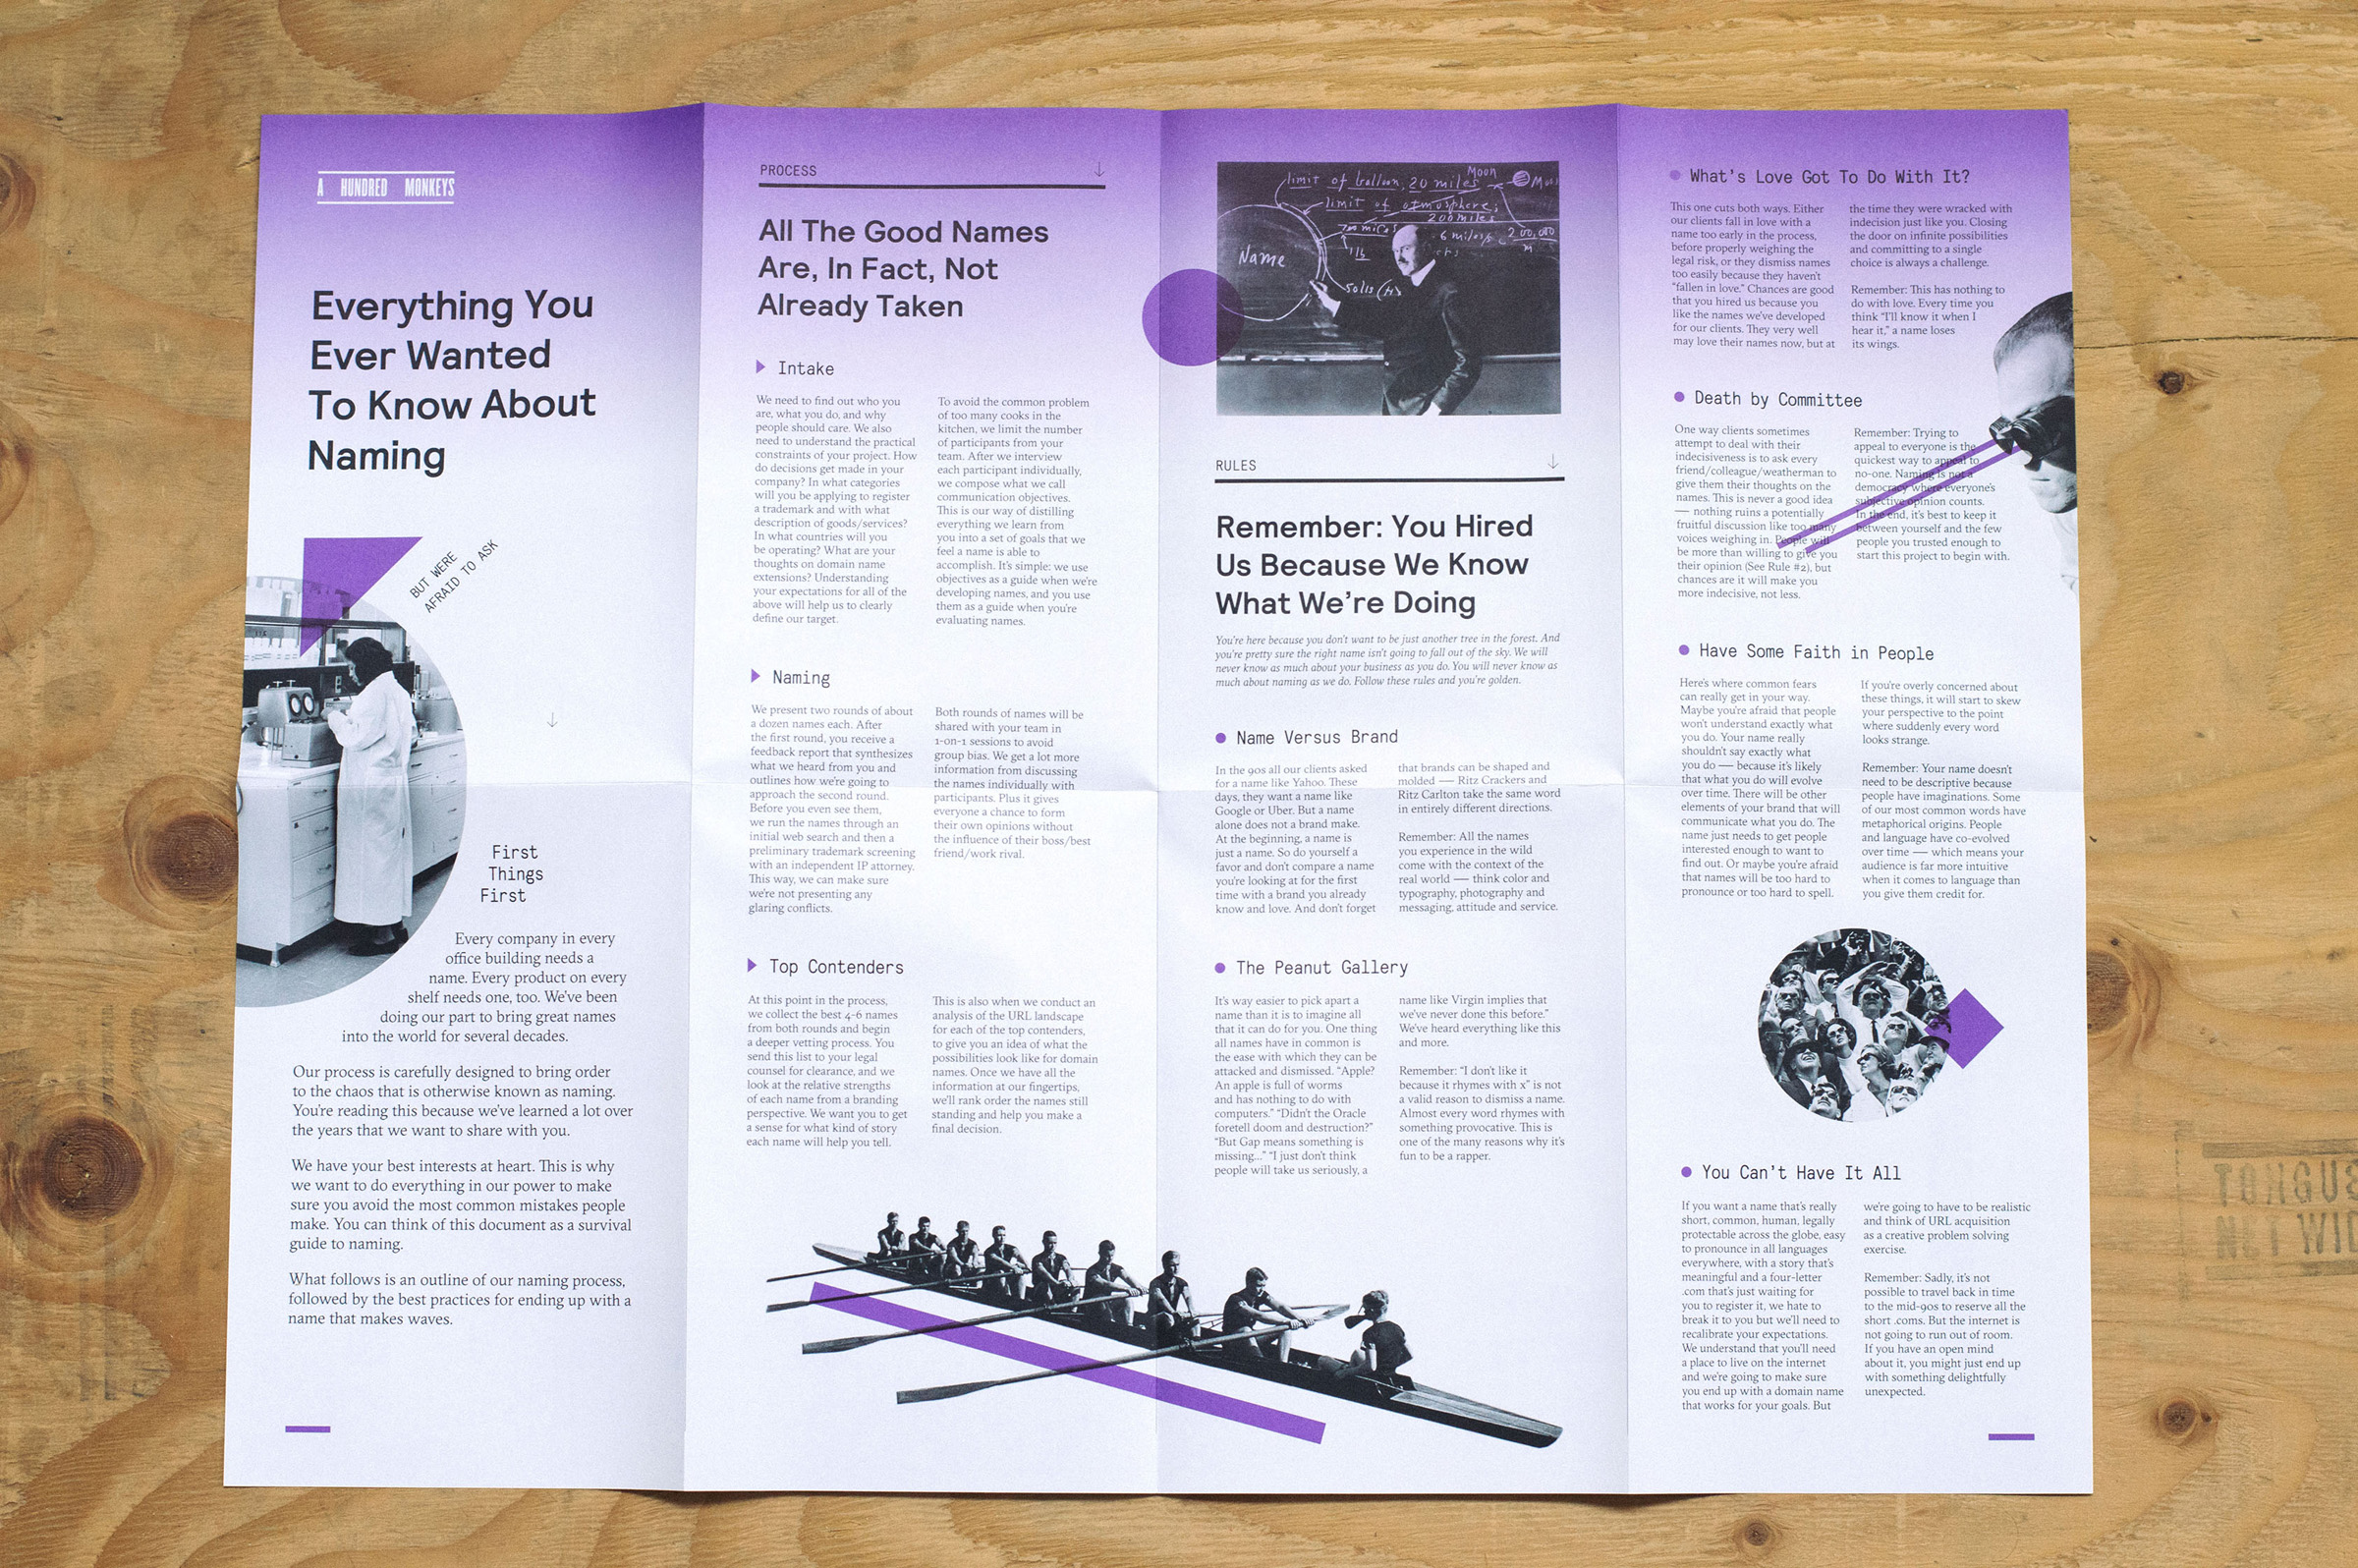 A HUNDRED MONKEYS
Everything You
Ever Wanted
To Know About
Naming
BUT WERE
AFRAID TO ASK
First
Things
First
Every company in every
office building needs a
name. Every product on every
shelf needs one, too. We've been
doing our part to bring great names
into the world for several decades.
Our process is carefully designed to bring order
to the chaos that is otherwise known as naming.
You're reading this because we've learned a lot over
the years that we want to share with you.
We have your best interests at heart. This is why
we want to do everything in our power to make
sure you avoid the most common mistakes people
make. You can think of this document as a survival
guide to naming.
What follows is an outline of our naming process,
followed by the best practices for ending up with a
name that makes waves.
PROCESS
All The Good Names
Are, In Fact, Not
Already Taken
Intake
We need to find out who you
are, what you do, and why
people should care. We also
need to understand the practical
constraints of your project. How
do decisions get made in your
company? In what categories
will you be applying to register
a trademark and with what
description of goods/services?
In what countries will you
be operating? What are your
thoughts on domain name
extensions? Understanding
your expectations for all of the
above will help us to clearly
define our target.
To avoid the common problem
of too many cooks in the
kitchen, we limit the number
of participants from your
team. After we interview
each participant individually,
we compose what we call
communication objectives.
This is our way of distilling
everything we learn from
you into a set of goals that we
feel a name is able to
accomplish. It's simple: we use
objectives as a guide when we're
developing names, and you use
them as a guide when you're
evaluating names.
Naming
We present two rounds of about
a dozen names each. After
the first round, you receive a
feedback report that synthesizes
what we heard from you and
outlines how we're going to
approach the second round.
Before you even see them,
we run the names through an
initial web search and then a
preliminary trademark screening
with an independent IP attorney.
This way, we can make sure
we're not presenting any
glaring conflicts.
Both rounds of names will be
shared with your team in
1-on-1 sessions to avoid
group bias. We get a lot more
information from discussing
the names individually with
participants. Plus it gives
everyone a chance to form
their own opinions without
the influence of their boss/best
friend/work rival.
Top Contenders
At this point in the process,
we collect the best 4-6 names
from both rounds and begin
a deeper vetting process. You
send this list to your legal
counsel for clearance, and we
look at the relative strengths
of each name from a branding
perspective. We want you to get
a sense for what kind of story
each name will help you tell.
This is also when we conduct an
analysis of the URL landscape
for each of the top contenders,
to give you an idea of what the
possibilities look like for domain
names. Once we have all the
information at our fingertips,
we'll rank order the names still
standing and help you make a
final decision.
limit of balloon, 20 miles
Moon
Moon
limit of atmosphere;
200 miles
700 miles
6 miles
200,000
Name
RULES
Remember: You Hired
Us Because We Know
What We're Doing
You're here because you don't want to be just another tree in the forest. And
you're pretty sure the right name isn't going to fall out of the sky. We will
never know as much about your business as you do. You will never know as
much about naming as we do. Follow these rules and you're golden.
Name Versus Brand
In the 90s all our clients asked
for a name like Yahoo. These
days, they want a name like
Google or Uber. But a name
alone does not a brand make.
At the beginning, a name is
just a name. So do yourself a
favor and don't compare a name
you're looking at for the first
time with a brand you already
know and love. And don't forget
that brands can be shaped and
molded — Ritz Crackers and
Ritz Carlton take the same word
in entirely different directions.
Remember: All the names
you experience in the wild
come with the context of the
real world — think color and
typography, photography and
messaging, attitude and service.
The Peanut Gallery
It's way easier to pick apart a
name than it is to imagine all
that it can do for you. One thing
all names have in common is
the ease with which they can be
attacked and dismissed. "Apple?
An apple is full of worms
and has nothing to do with
computers." "Didn't the Oracle
foretell doom and destruction?"
"But Gap means something is
missing..." "I just don't think
people will take us seriously, a
name like Virgin implies that
we've never done this before."
We've heard everything like this
and more.
Remember: "I don't like it
because it rhymes with x" is not
a valid reason to dismiss a name.
Almost every word rhymes with
something provocative. This is
one of the many reasons why it's
fun to be a rapper.
What's Love Got To Do With It?
This one cuts both ways. Either
our clients fall in love with a
name too early in the process,
before properly weighing the
legal risk, or they dismiss names
too easily because they haven't
"fallen in love." Chances are good
that you hired us because you
like the names we've developed
for our clients. They very well
may love their names now, but at
the time they were wracked with
indecision just like you. Closing
the door on infinite possibilities
and committing to a single
choice is always a challenge.
Remember: This has nothing to
do with love. Every time you
think "I'll know it when I
hear it," a name loses
its wings.
Death by Committee
One way clients sometimes
attempt to deal with their
indecisiveness is to ask every
friend/colleague/weatherman to
give them their thoughts on the
names. This is never a good idea
— nothing ruins a potentially
fruitful discussion like too many
voices weighing in. People will
be more than willing to give you
their opinion (See Rule #2), but
chances are it will make you
more indecisive, not less.
Remember: Trying to
appeal to everyone is the
quickest way to appeal to
no-one. Naming is not a
democracy where everyone's
subjective opinion counts.
In the end, it's best to keep it
between yourself and the few
people you trusted enough to
start this project to begin with.
Have Some Faith in People
Here's where common fears
can really get in your way.
Maybe you're afraid that people
won't understand exactly what
you do. Your name really
shouldn't say exactly what
you do — because it's likely
that what you do will evolve
over time. There will be other
elements of your brand that will
communicate what you do. The
name just needs to get people
interested enough to want to
find out. Or maybe you're afraid
that names will be too hard to
pronounce or too hard to spell.
If you're overly concerned about
these things, it will start to skew
your perspective to the point
where suddenly every word
looks strange.
Remember: Your name doesn't
need to be descriptive because
people have imaginations. Some
of our most common words have
metaphorical origins. People
and language have co-evolved
over time — which means your
audience is far more intuitive
when it comes to language than
you give them credit for.
You Can't Have It All
If you want a name that's really
short, common, human, legally
protectable across the globe, easy
to pronounce in all languages
everywhere, with a story that's
meaningful and a four-letter
.com that's just waiting for
you to register it, we hate to
break it to you but we'll need to
recalibrate your expectations.
We understand that you'll need
a place to live on the internet
and we're going to make sure
you end up with a domain name
that works for your goals. But
we're going to have to be realistic
and think of URL acquisition
as a creative problem solving
exercise.
Remember: Sadly, it's not
possible to travel back in time
to the mid-90s to reserve all the
short .coms. But the internet is
not going to run out of room.
If you have an open mind
about it, you might just end up
with something delightfully
unexpected.